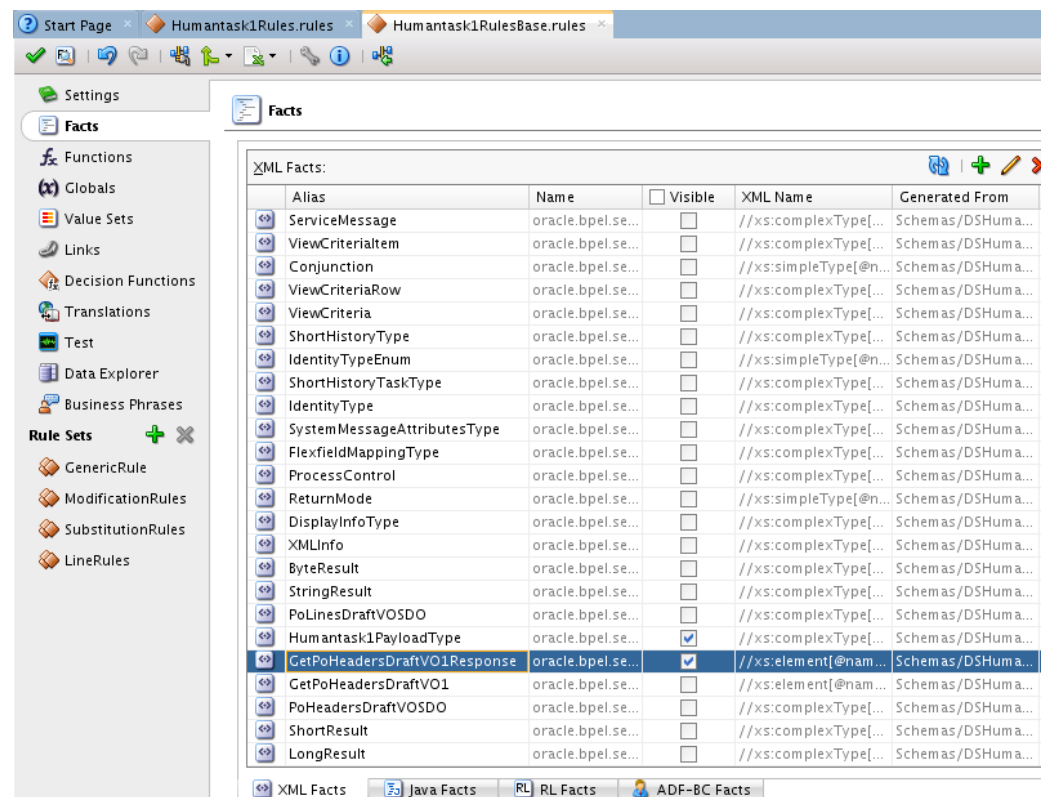 Start Page Humantask1Rules.rules Humantask1RulesBase.rules
Settings
Facts
Functions
Globals
Value Sets
Links
Decision Functions
Translations
Test
Data Explorer
Business Phrases
Rule Sets
GenericRule
ModificationRules
SubstitutionRules
LineRules
Facts
XML Facts:
Alias Name Visible XML Name Generated From
ServiceMessage oracle.bpel.se... //xs:complexType[... Schemas/DSHuma...
ViewCriteriaItem oracle.bpel.se... //xs:complexType[... Schemas/DSHuma...
Conjunction oracle.bpel.se... //xs:simpleType[@n... Schemas/DSHuma...
ViewCriteriaRow oracle.bpel.se... //xs:complexType[... Schemas/DSHuma...
ViewCriteria oracle.bpel.se... //xs:complexType[... Schemas/DSHuma...
ShortHistoryType oracle.bpel.se... //xs:complexType[... Schemas/DSHuma...
IdentityTypeEnum oracle.bpel.se... //xs:simpleType[@n... Schemas/DSHuma...
ShortHistoryTaskType oracle.bpel.se... //xs:complexType[... Schemas/DSHuma...
IdentityType oracle.bpel.se... //xs:complexType[... Schemas/DSHuma...
SystemMessageAttributesType oracle.bpel.se... //xs:complexType[... Schemas/DSHuma...
FlexfieldMappingType oracle.bpel.se... //xs:complexType[... Schemas/DSHuma...
ProcessControl oracle.bpel.se... //xs:complexType[... Schemas/DSHuma...
ReturnMode oracle.bpel.se... //xs:simpleType[@n... Schemas/DSHuma...
DisplayInfoType oracle.bpel.se... //xs:complexType[... Schemas/DSHuma...
XMLInfo oracle.bpel.se... //xs:complexType[... Schemas/DSHuma...
ByteResult oracle.bpel.se... //xs:complexType[... Schemas/DSHuma...
StringResult oracle.bpel.se... //xs:complexType[... Schemas/DSHuma...
PoLinesDraftVOSDO oracle.bpel.se... //xs:complexType[... Schemas/DSHuma...
Humantask1PayloadType oracle.bpel.se... //xs:complexType[... Schemas/DSHuma...
GetPoHeadersDraftVO1Response oracle.bpel.se... //xs:element[@nam... Schemas/DSHuma...
GetPoHeadersDraftVO1 oracle.bpel.se... //xs:element[@nam... Schemas/DSHuma...
PoHeadersDraftVOSDO oracle.bpel.se... //xs:complexType[... Schemas/DSHuma...
ShortResult oracle.bpel.se... //xs:complexType[... Schemas/DSHuma...
LongResult oracle.bpel.se... //xs:complexType[... Schemas/DSHuma...
XML Facts Java Facts RL RL Facts ADF-BC Facts